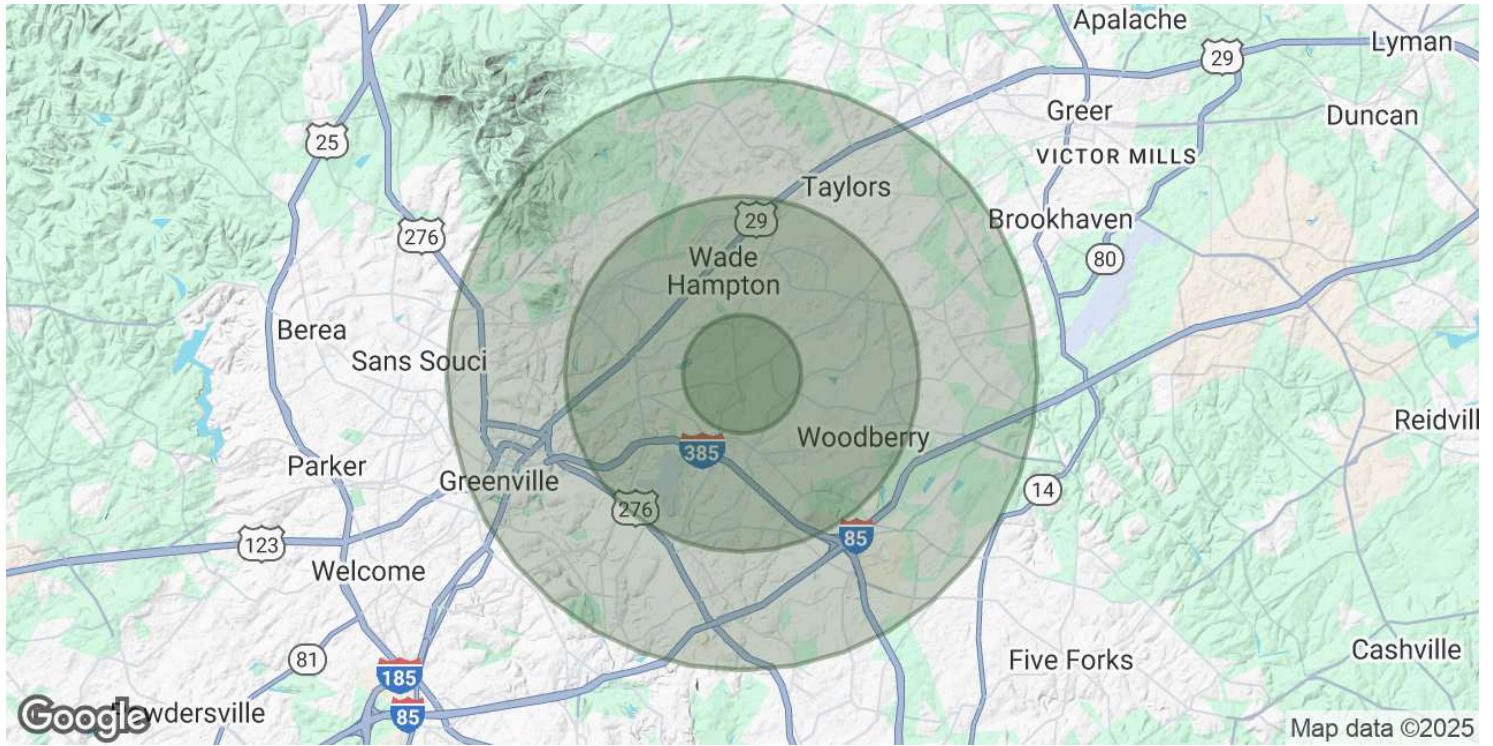 Apalache
Lyman
29
Greer
Duncan
25
VICTOR MILLS
Taylors
29
Brookhaven
276
Wade
Hampton
80
Berea
Sans Souci
Woodberry
Reidvill
385
Parker
Greenville
14
276
85
123
Welcome
81
Five Forks
Cashville
185
85
Google
wdersville
Map data ©2025